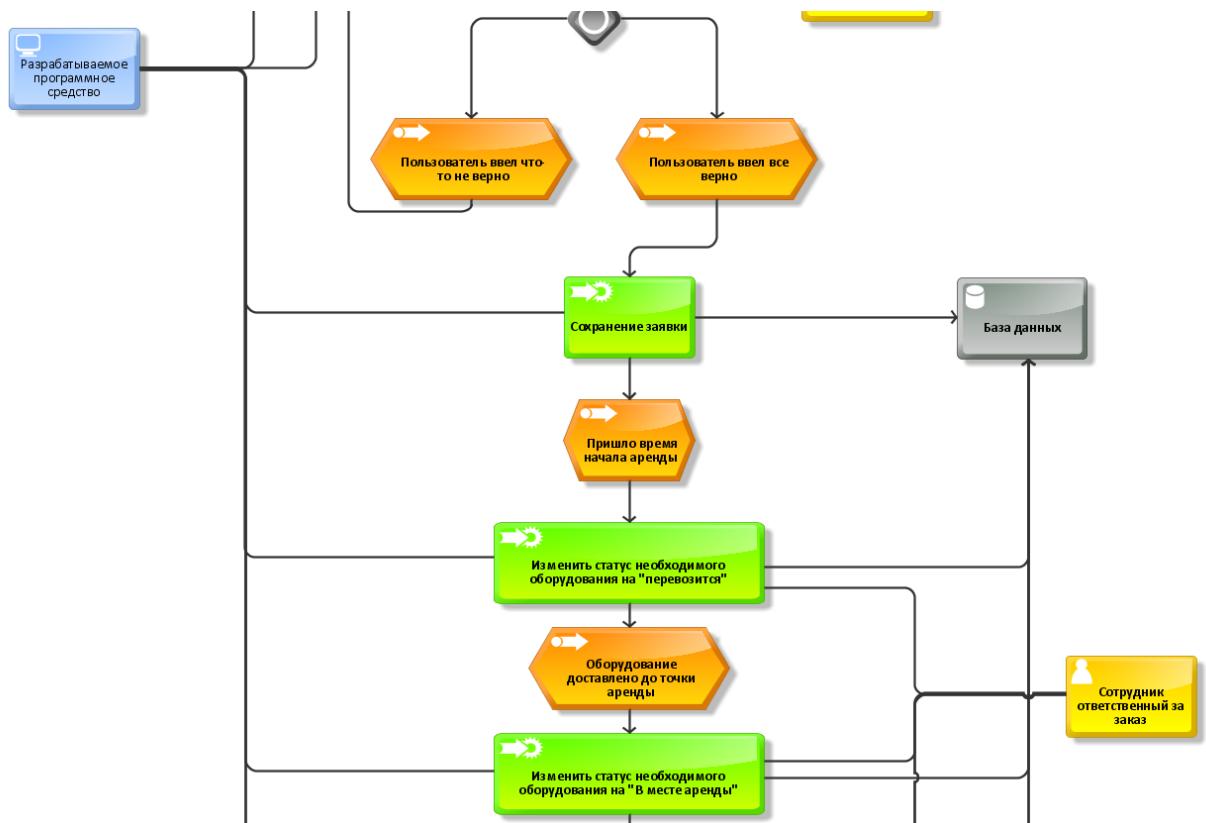 Разрабатываемое
программное
средство
Пользователь ввел что-
то не верно
Пользователь ввел все
верно
Сохранение заявки
База данных
Пришло время
начала аренды
Изменить статус необходимого
оборудования на "перевозится"
Оборудование
доставлено до точки
аренды
Сотрудник
ответственный за
заказ
Изменить статус необходимого
оборудования на "В месте аренды"